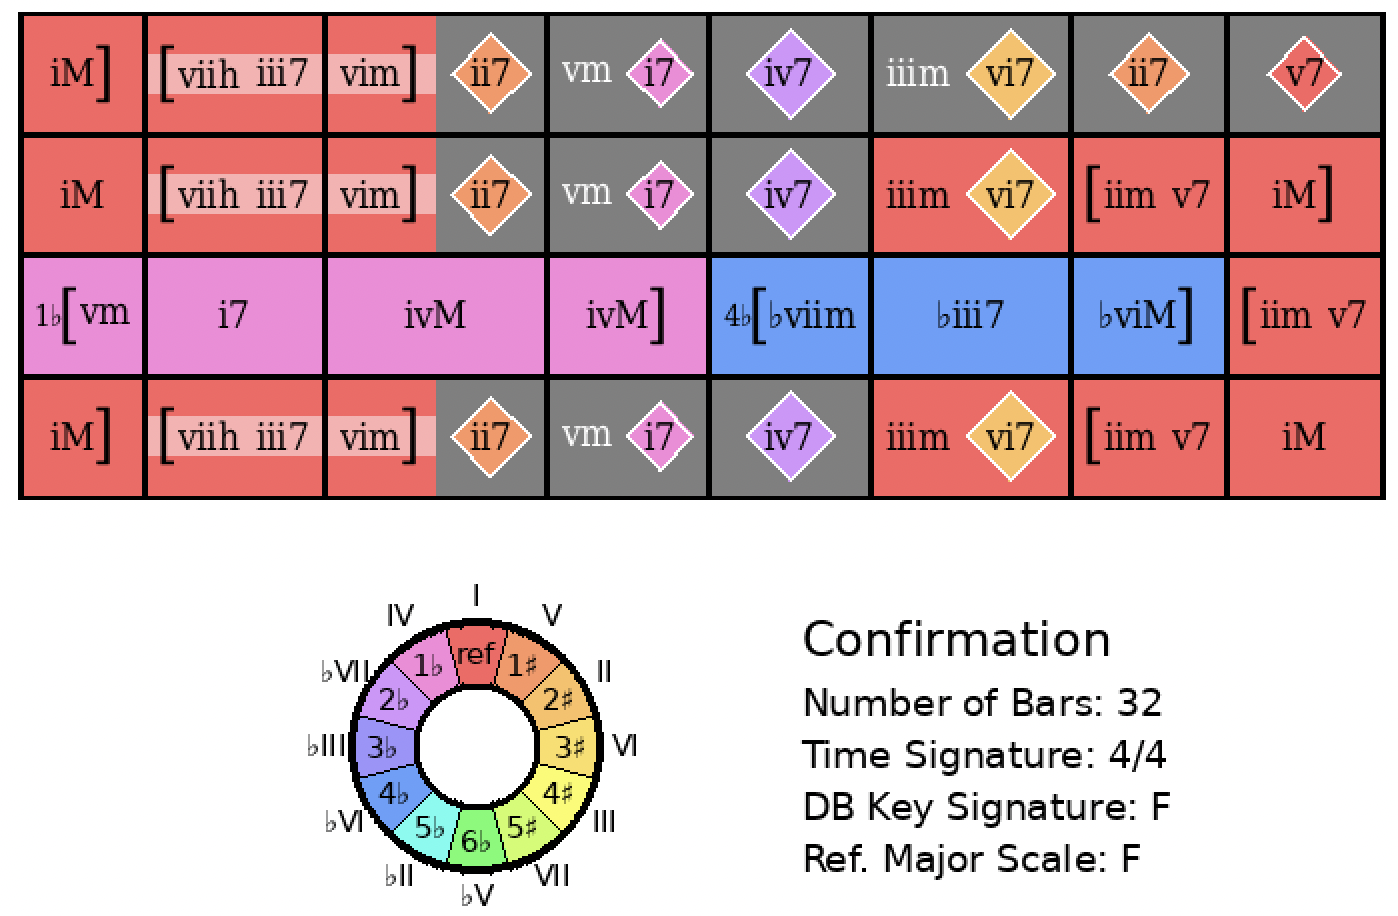 iM] [viih iii7 vim] ii7 vm i7 iv7 iiim vi7 ii7 v7
iM [viih iii7 vim] ii7 vm i7 iv7 iiim vi7 [iim v7 iM]
1♭[vm i7 ivM ivM] 4♭[♭viim ♭iii7 ♭viM] [iim v7
iM] [viih iii7 vim] ii7 vm i7 iv7 iiim vi7 [iim v7 iM
I
IV V
♭VII II
♭III VI
♭VI III
♭II VII
♭V
ref
1♭ 1♯
2♭ 2♯
3♭ 3♯
4♭ 4♯
5♭ 5♯
6♭
Confirmation
Number of Bars: 32
Time Signature: 4/4
DB Key Signature: F
Ref. Major Scale: F